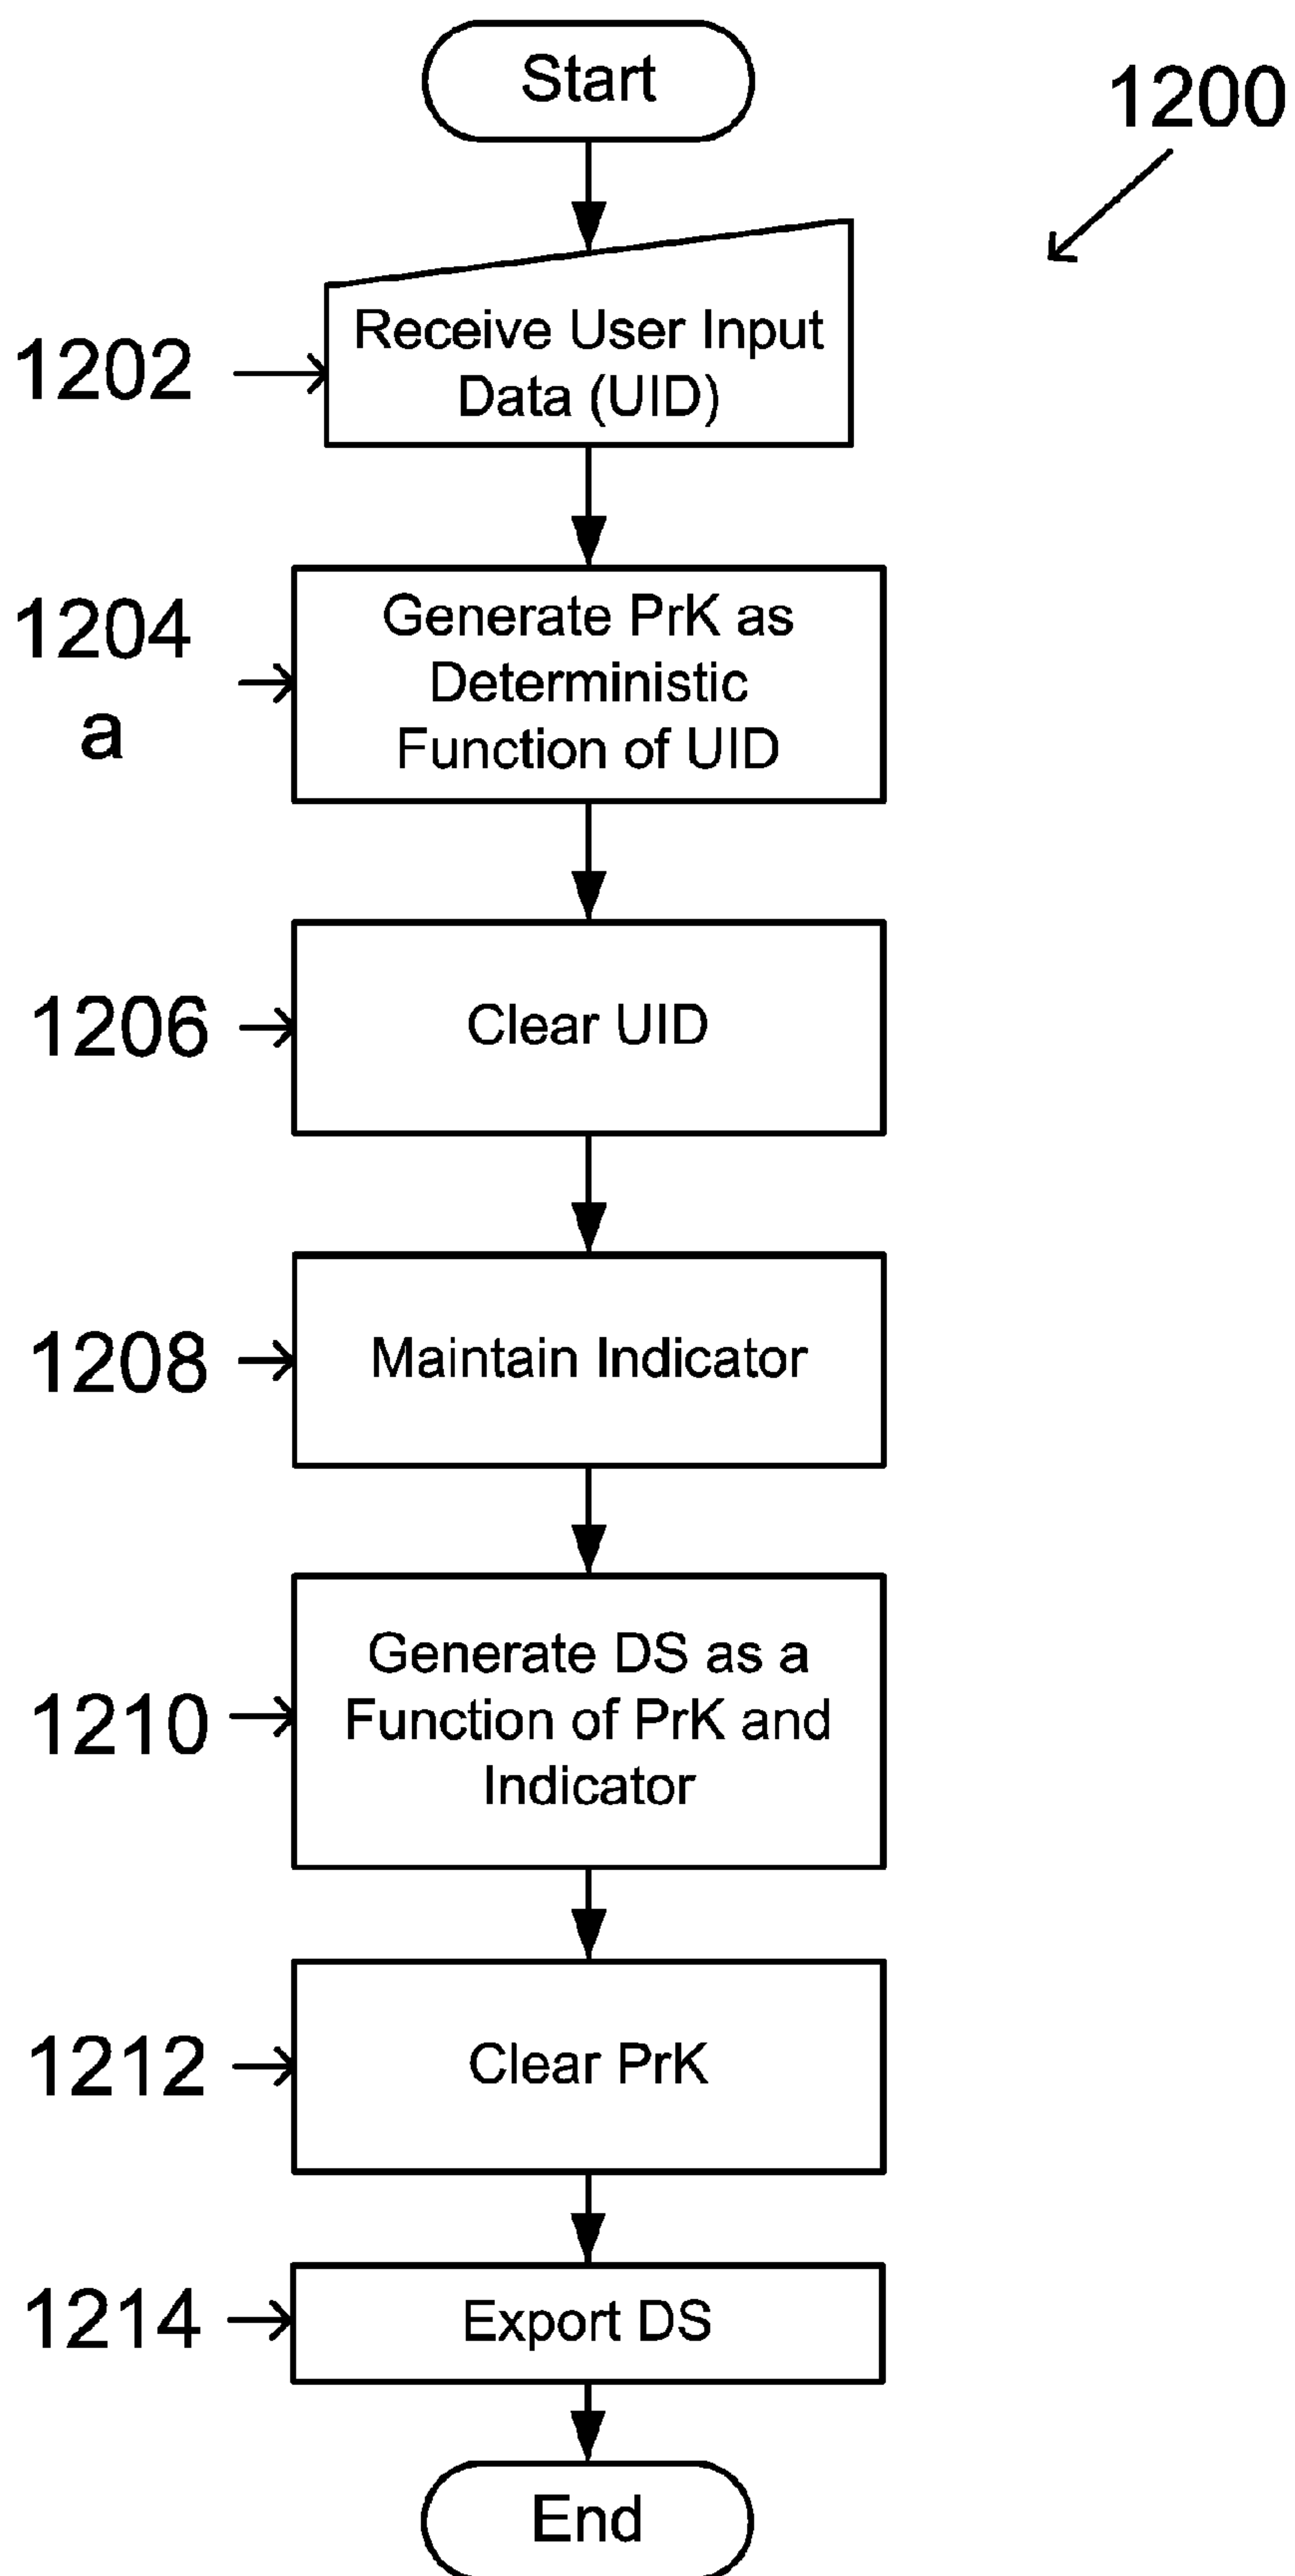 Start
1200
Receive User Input
Data (UID)
1202
1204
a
Generate PrK as
Deterministic
Function of UID
1206
Clear UID
1208
Maintain Indicator
1210
Generate DS as a
Function of PrK and
Indicator
1212
Clear PrK
1214
Export DS
End